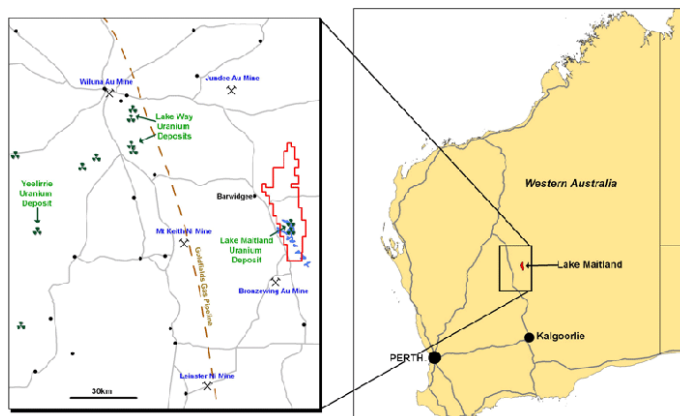 Wiluna Au Mine
Jundee Au Mine
Lake Way
Uranium
Deposits
Yeelirrie
Uranium
Deposit
Barwidgee
Mt Keith Ni Mine
Lake Maitland
Uranium
Deposit
Goldfields Gas Pipeline
Bronzewing Au Mine
Leinster Ni Mine
30km
Western Australia
Lake Maitland
Kalgoorlie
PERTH